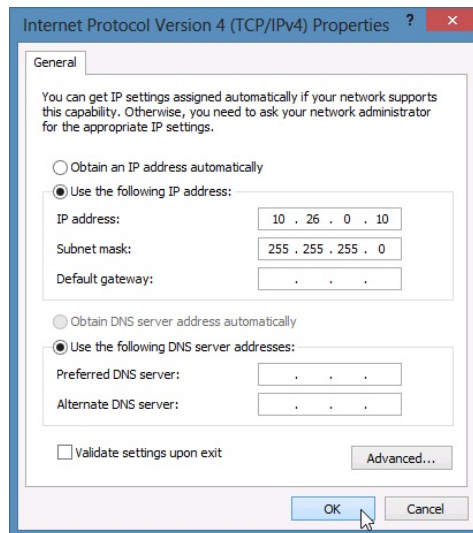 Internet Protocol Version 4 (TCP/IPv4) Properties ? x
General
You can get IP settings assigned automatically if your network supports
this capability. Otherwise, you need to ask your network administrator
for the appropriate IP settings.
Obtain an IP address automatically
Use the following IP address:
IP address: 10 . 26 . 0 . 10
Subnet mask: 255 . 255 . 255 . 0
Default gateway: . . .
Obtain DNS server address automatically
Use the following DNS server addresses:
Preferred DNS server: . . .
Alternate DNS server: . . .
Validate settings upon exit
Advanced...
OK Cancel